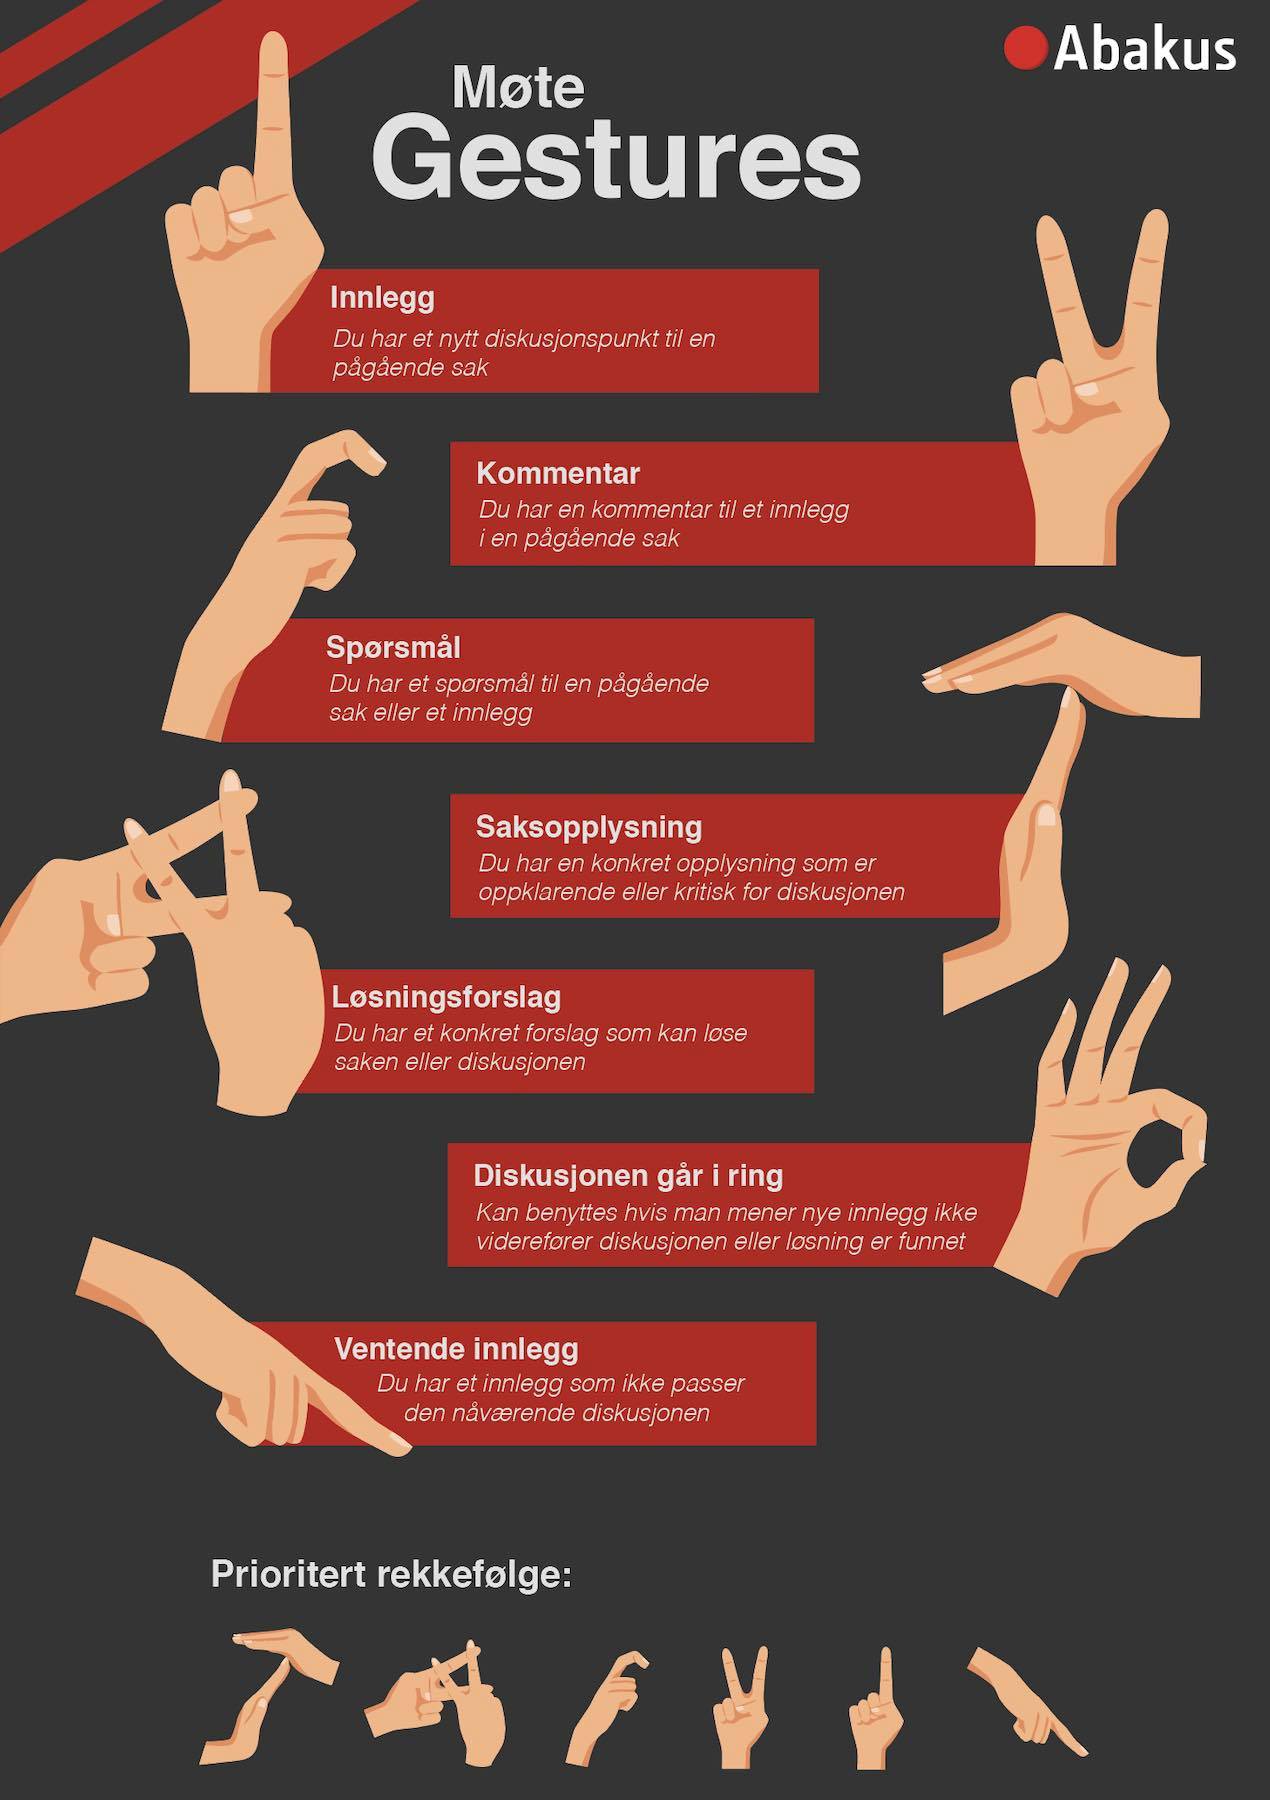 Abakus
Møte
Gestures
Innlegg
Du har et nytt diskusjonspunkt til en
pågående sak
Kommentar
Du har en kommentar til et innlegg
i en pågående sak
Spørsmål
Du har et spørsmål til en pågående
sak eller et innlegg
Saksopplysning
Du har en konkret opplysning som er
oppklarende eller kritisk for diskusjonen
Løsningsforslag
Du har et konkret forslag som kan løse
saken eller diskusjonen
Diskusjonen går i ring
Kan benyttes hvis man mener nye innlegg ikke
viderefører diskusjonen eller løsning er funnet
Ventende innlegg
Du har et innlegg som ikke passer
den nåværende diskusjonen
Prioritert rekkefølge: